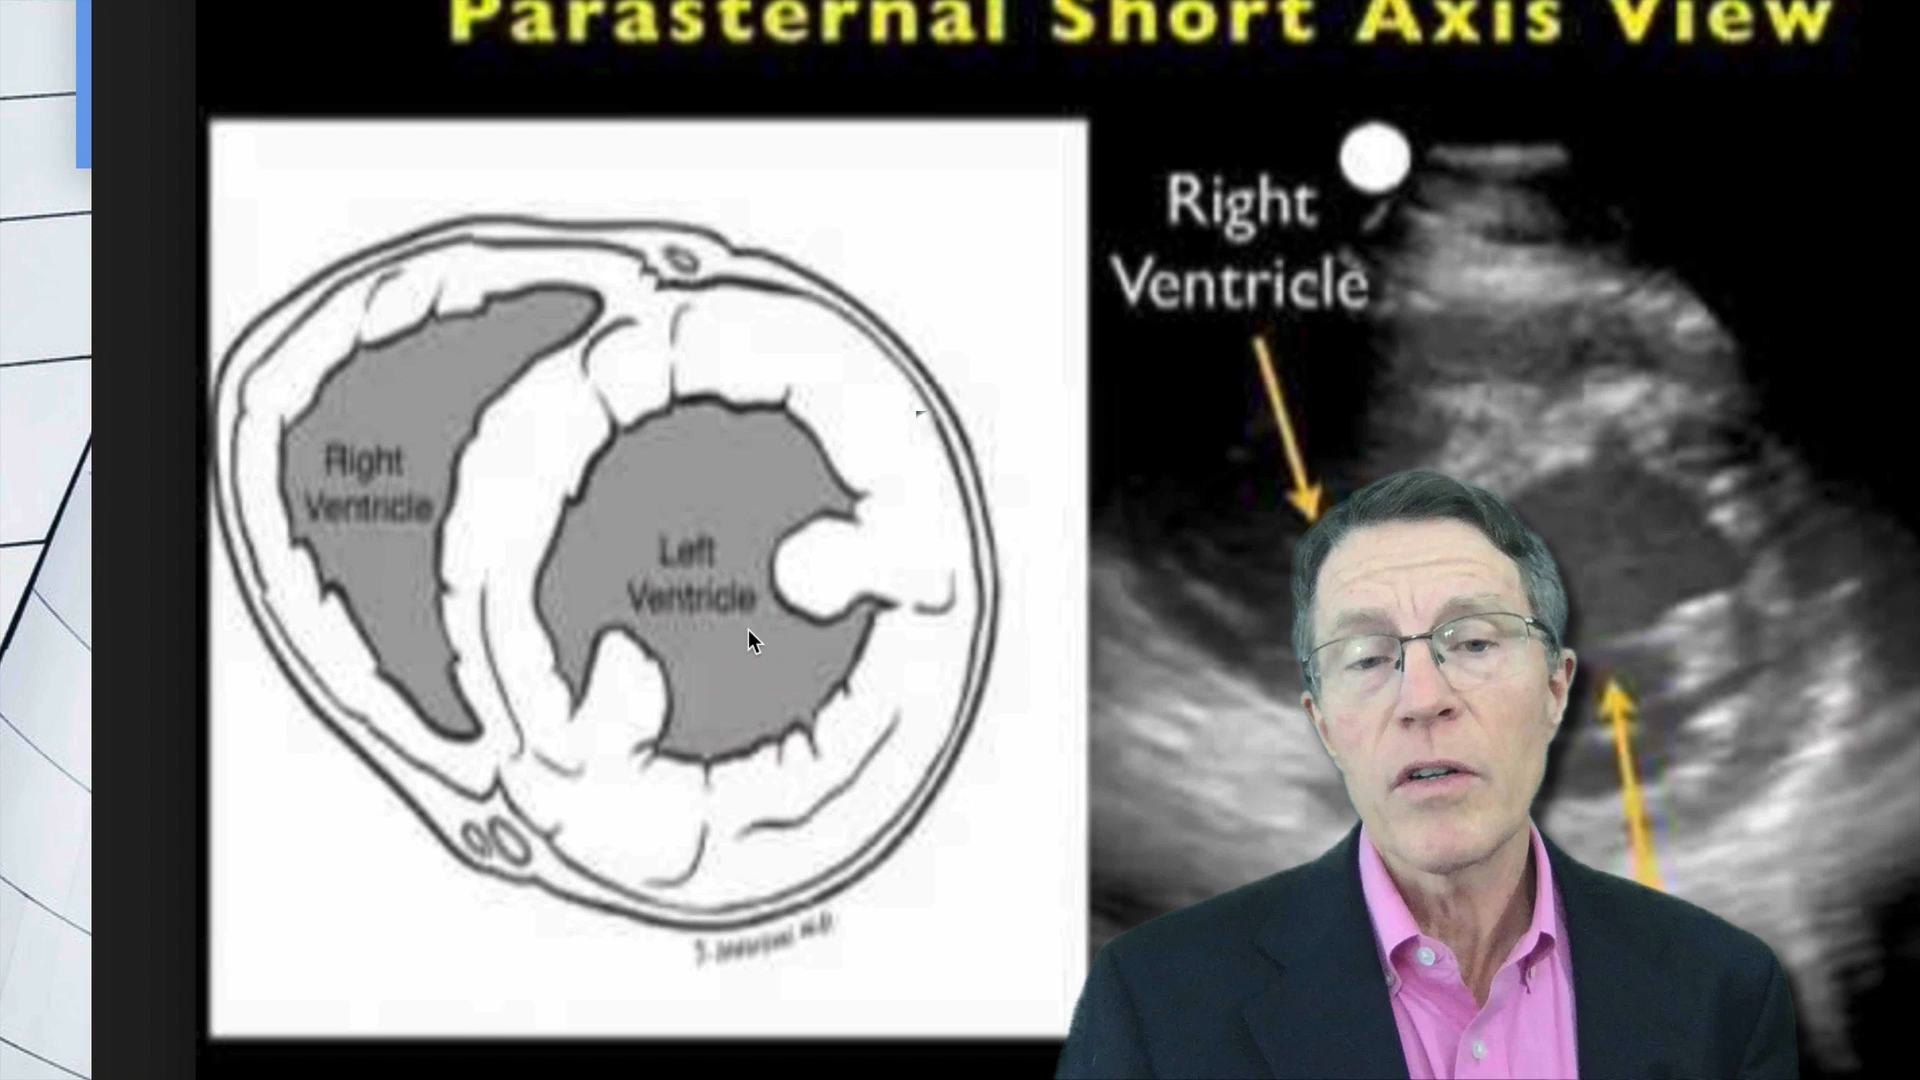 Parasternal Short Axis View
Right
Ventricle
Right
Ventricle
Left
Ventricle